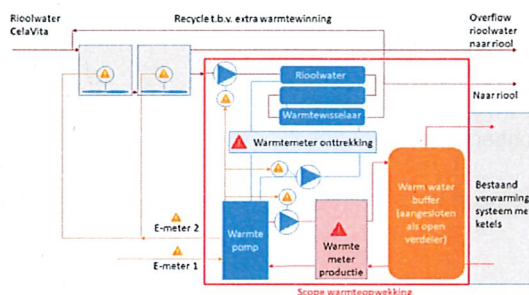 Rioolwater
CelaVita
Recycle t.b.v. extra warmtewinning
Overflow
rioolwater
naar riool
Rioolwater
Naar riool
Warmtewisselaar
Warmtemeter onttrekking
Warm water
buffer
(aangesloten
als open
verdeler)
Bestaand
verwarming
systeem me
ketels
E-meter 2
Warmte
pomp
Warmte
meter
productie
E-meter 1
Scope warmteopwekking